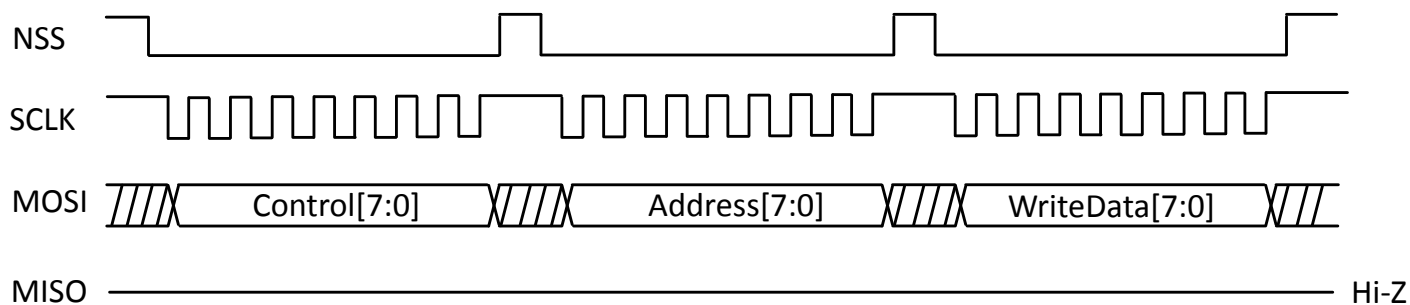 NSS
SCLK
MOSI Control[7:0] Address[7:0] WriteData[7:0]
MISO Hi-Z